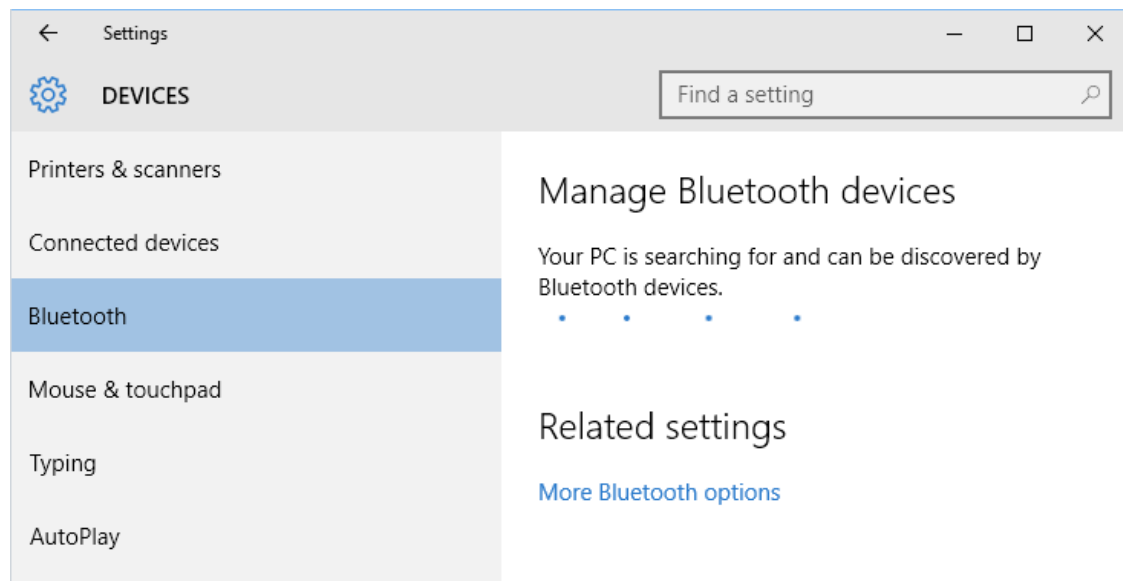 Settings
DEVICES
Find a setting
Printers & scanners
Connected devices
Bluetooth
Mouse & touchpad
Typing
AutoPlay
Manage Bluetooth devices
Your PC is searching for and can be discovered by
Bluetooth devices.
Related settings
More Bluetooth options